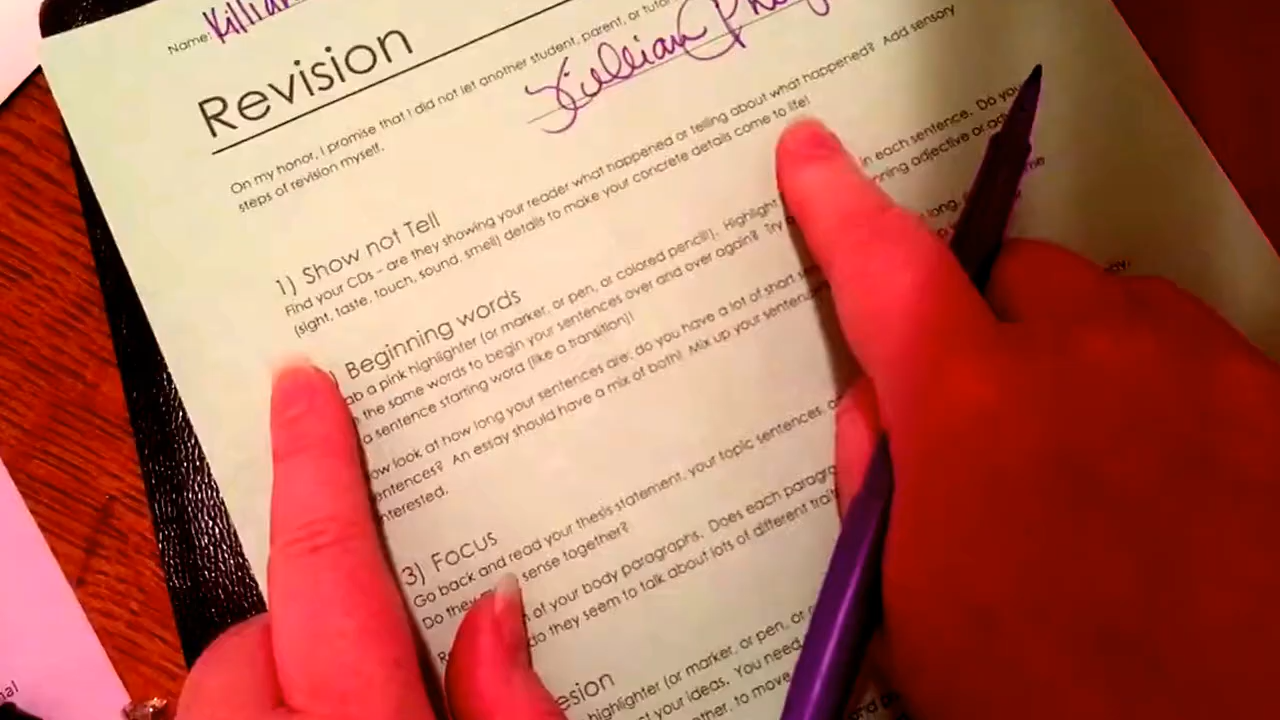 Name: Killian
Revision
On my honor, I promise that I did not let another student, parent, or tutor
steps of revision myself.
Killian
1) Show not Tell
Find your CDs – are they showing your reader what happened or telling about what happened? Add sensory
(sight, taste, touch, sound, smell) details to make your concrete details come to life!
Beginning words
a pink highlighter (or marker, or pen, or colored pencil). Highlight in each sentence. Do you
the same words to begin your sentences over and over again? Try
a sentence starting word (like a transition)!
look at how long your sentences are; do you have a lot of short long,
sentences? An essay should have a mix of both! Mix up your
interested.
3) FOCUS
Go back and read your thesis statement, your topic sentences,
Do they sense together?
of your body paragraphs. Does each
do they seem to talk about lots of different
highlighter (or marker, or pen, or
your ideas. You need
to move